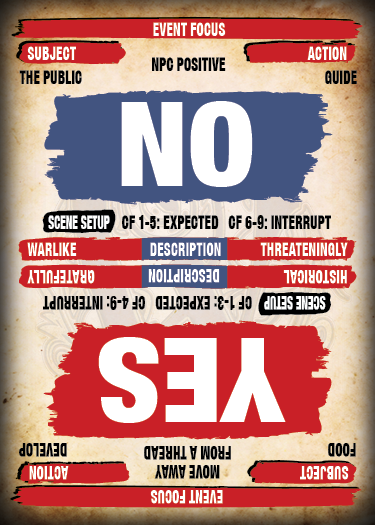 EVENT FOCUS
SUBJECT NPC POSITIVE ACTION
THE PUBLIC GUIDE
NO
SCENE SETUP CF 1-5: EXPECTED CF 6-9: INTERRUPT
WARLIKE DESCRIPTION THREATENINGLY
GRATEFULLY DESCRIPTION HISTORICAL
SCENE SETUP CF 1-3: EXPECTED CF 4-9: INTERRUPT
YES
FOOD MOVE AWAY FROM A THREAD DEVELOP
SUBJECT ACTION
EVENT FOCUS